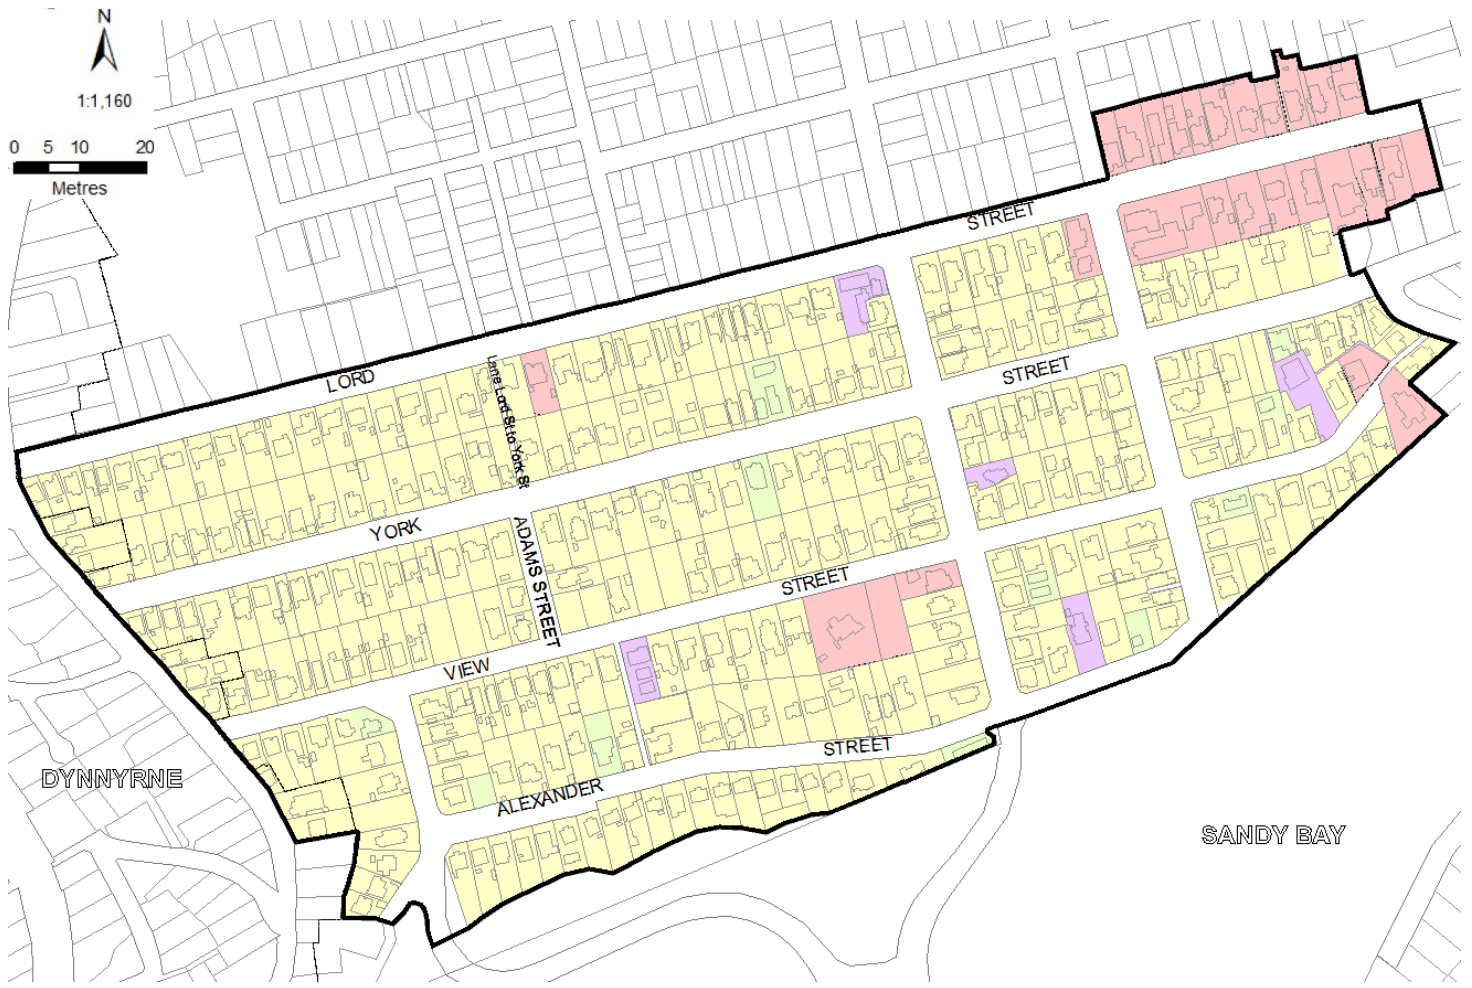 N
1:1,160
0 5 10 20
Metres
STREET
LORD
Lane Lord St to York St
STREET
YORK
ADAMS STREET
STREET
VIEW
STREET
ALEXANDER
DYNNYRNE
SANDY BAY